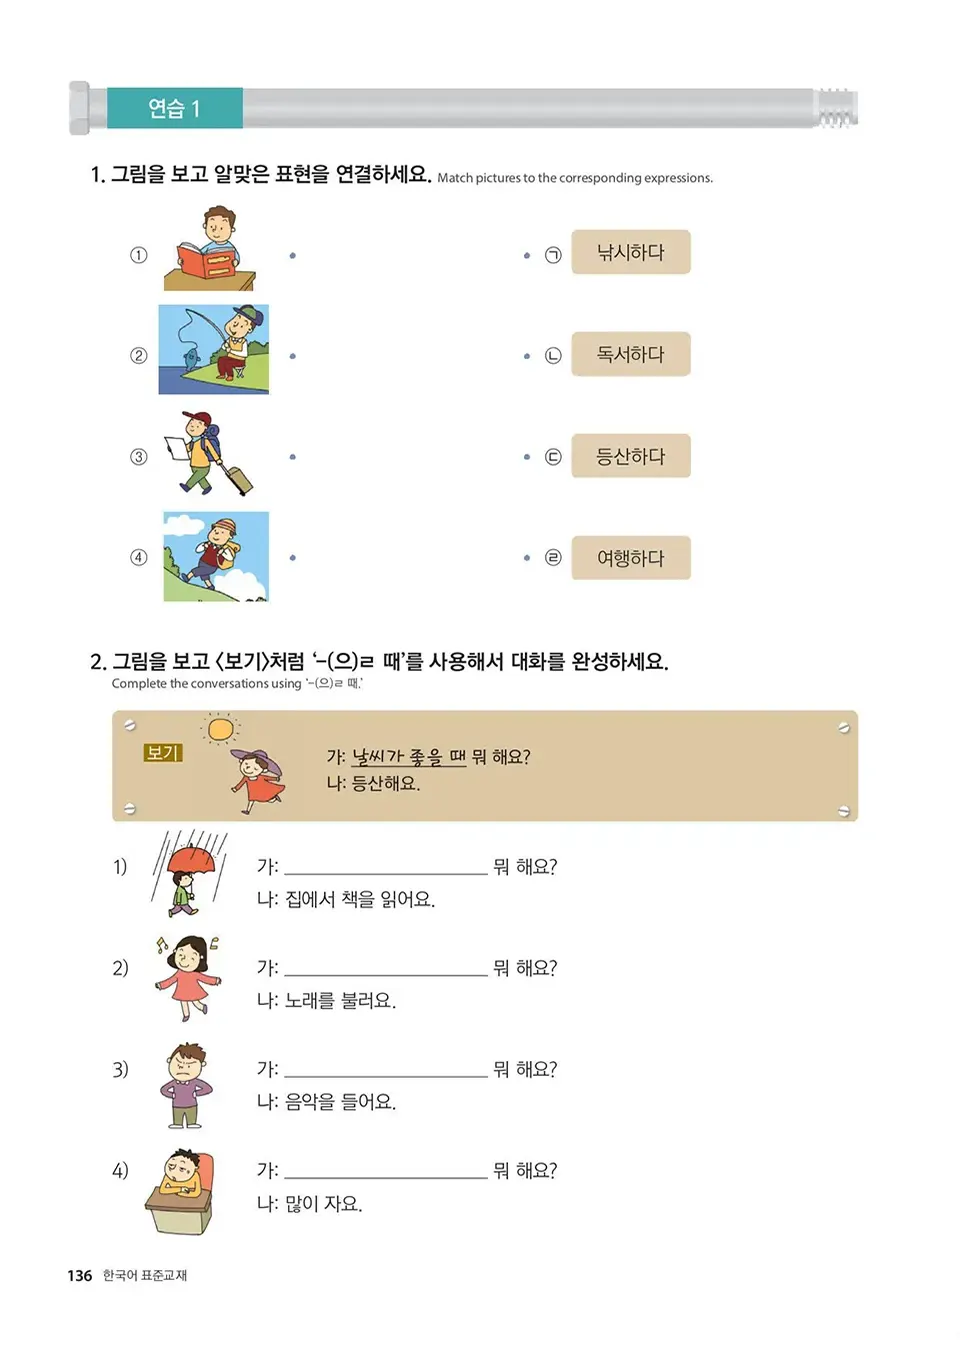 연습 1
1. 그림을 보고 알맞은 표현을 연결하세요. Match pictures to the corresponding expressions.
① ㉠ 낚시하다
② ㉡ 독서하다
③ ㉢ 등산하다
④ ㉣ 여행하다
2. 그림을 보고 〈보기〉처럼 ‘-(으)ㄹ 때’를 사용해서 대화를 완성하세요.
Complete the conversations using ‘-(으)ㄹ 때.’
보기
가: 날씨가 좋을 때 뭐 해요?
나: 등산해요.
1) 가: ____________________ 뭐 해요?
나: 집에서 책을 읽어요.
2) 가: ____________________ 뭐 해요?
나: 노래를 불러요.
3) 가: ____________________ 뭐 해요?
나: 음악을 들어요.
4) 가: ____________________ 뭐 해요?
나: 많이 자요.
136 한국어 표준교재